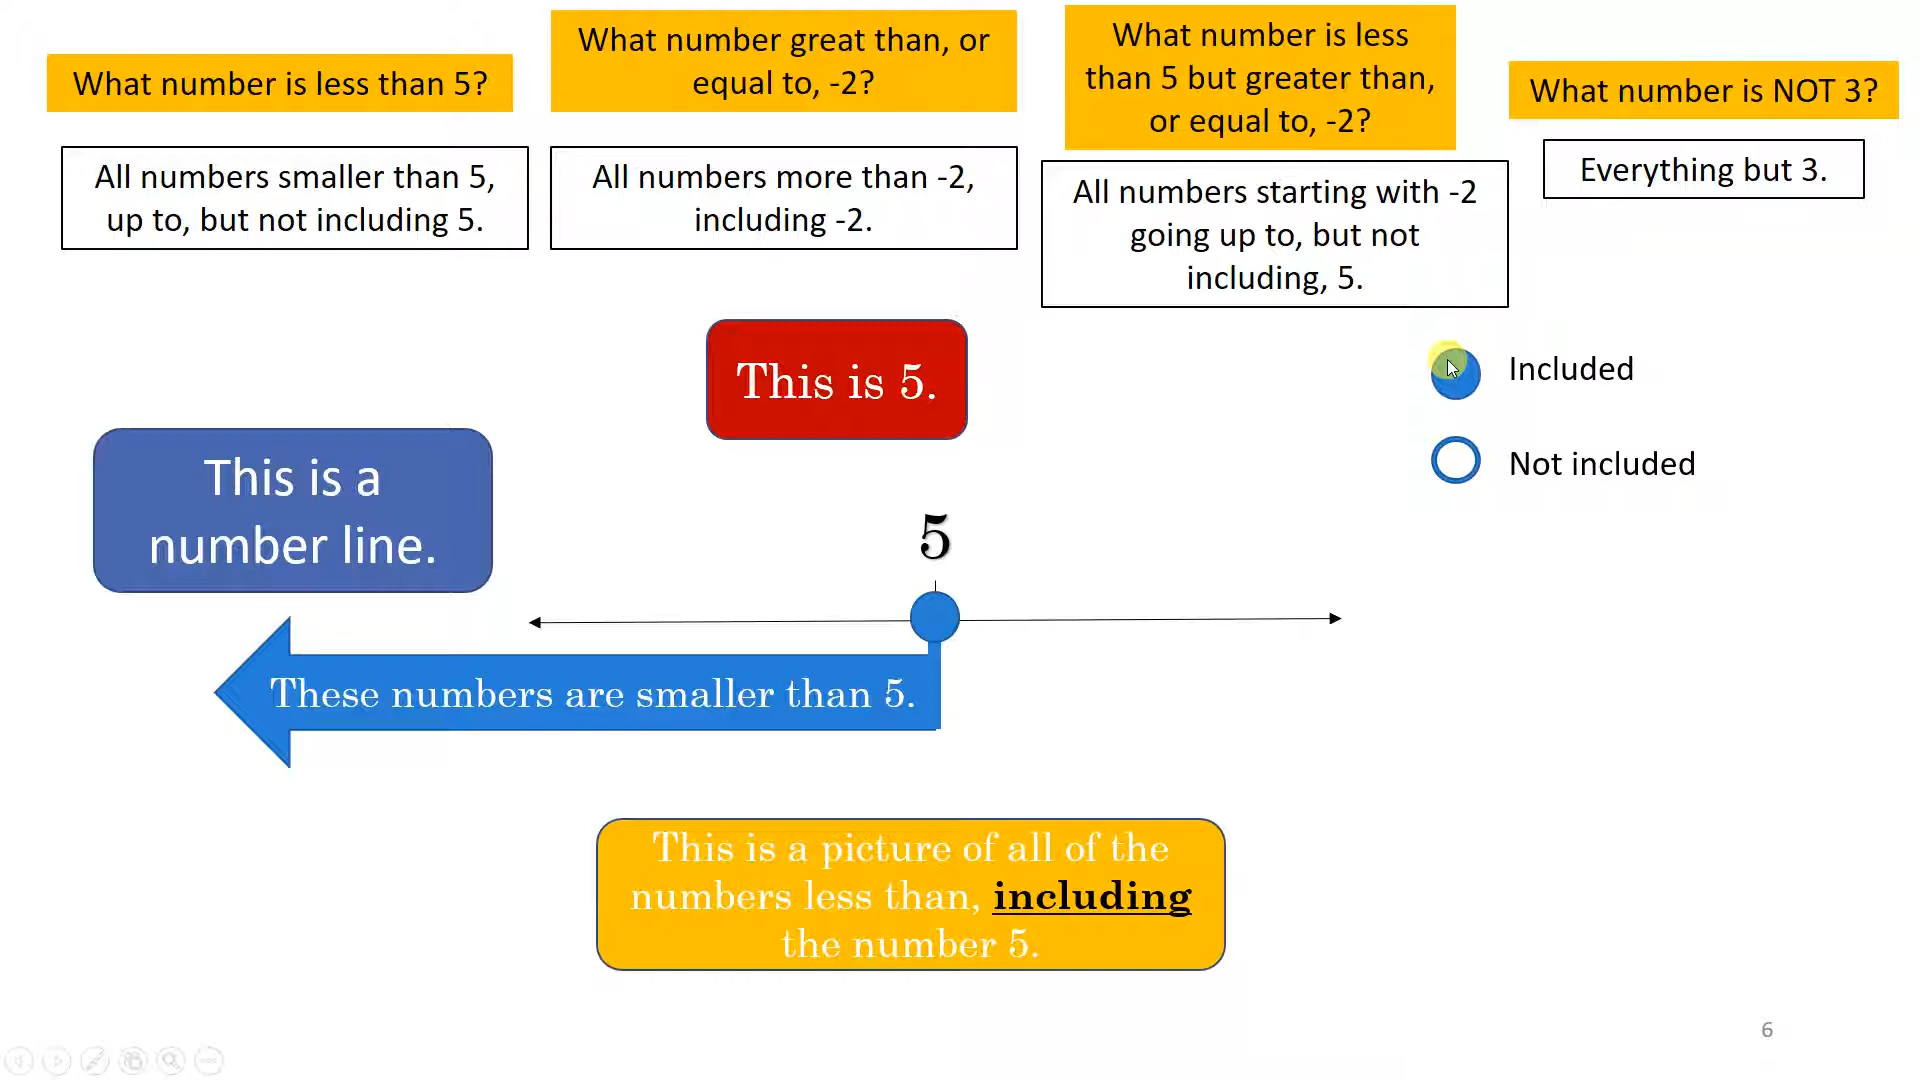 What number is less than 5?
What number great than, or
equal to, -2?
What number is less
than 5 but greater than,
or equal to, -2?
What number is NOT 3?
All numbers smaller than 5,
up to, but not including 5.
All numbers more than -2,
including -2.
All numbers starting with -2
going up to, but not
including, 5.
Everything but 3.
This is 5.
Included
Not included
This is a
number line.
5
These numbers are smaller than 5.
This is a picture of all of the
numbers less than, including
the number 5.
6